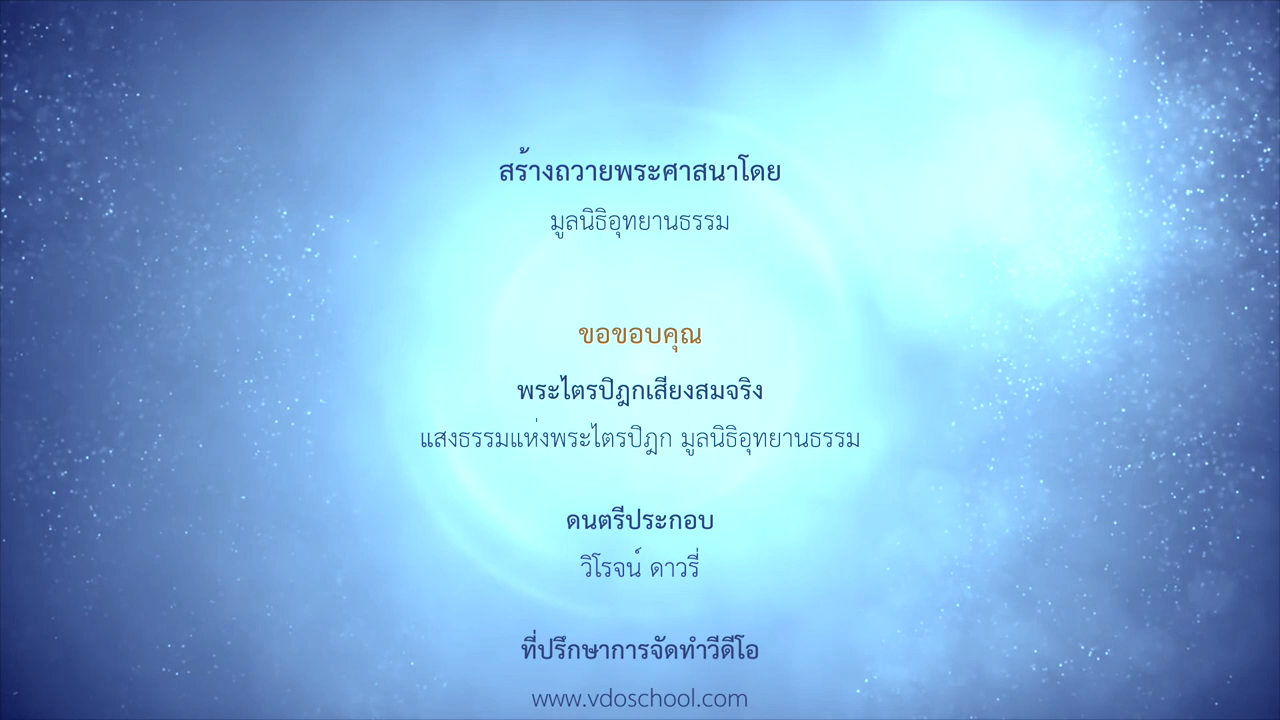 สร้างถวายพระศาสนาโดย
มูลนิธิอุทยานธรรม
ขอขอบคุณ
พระไตรปิฎกเสียงสมจริง
แสงธรรมแห่งพระไตรปิฎก มูลนิธิอุทยานธรรม
ดนตรีประกอบ
วิโรจน์ ดาวรี่
ที่ปรึกษาการจัดทำวีดีโอ
www.vdoschool.com